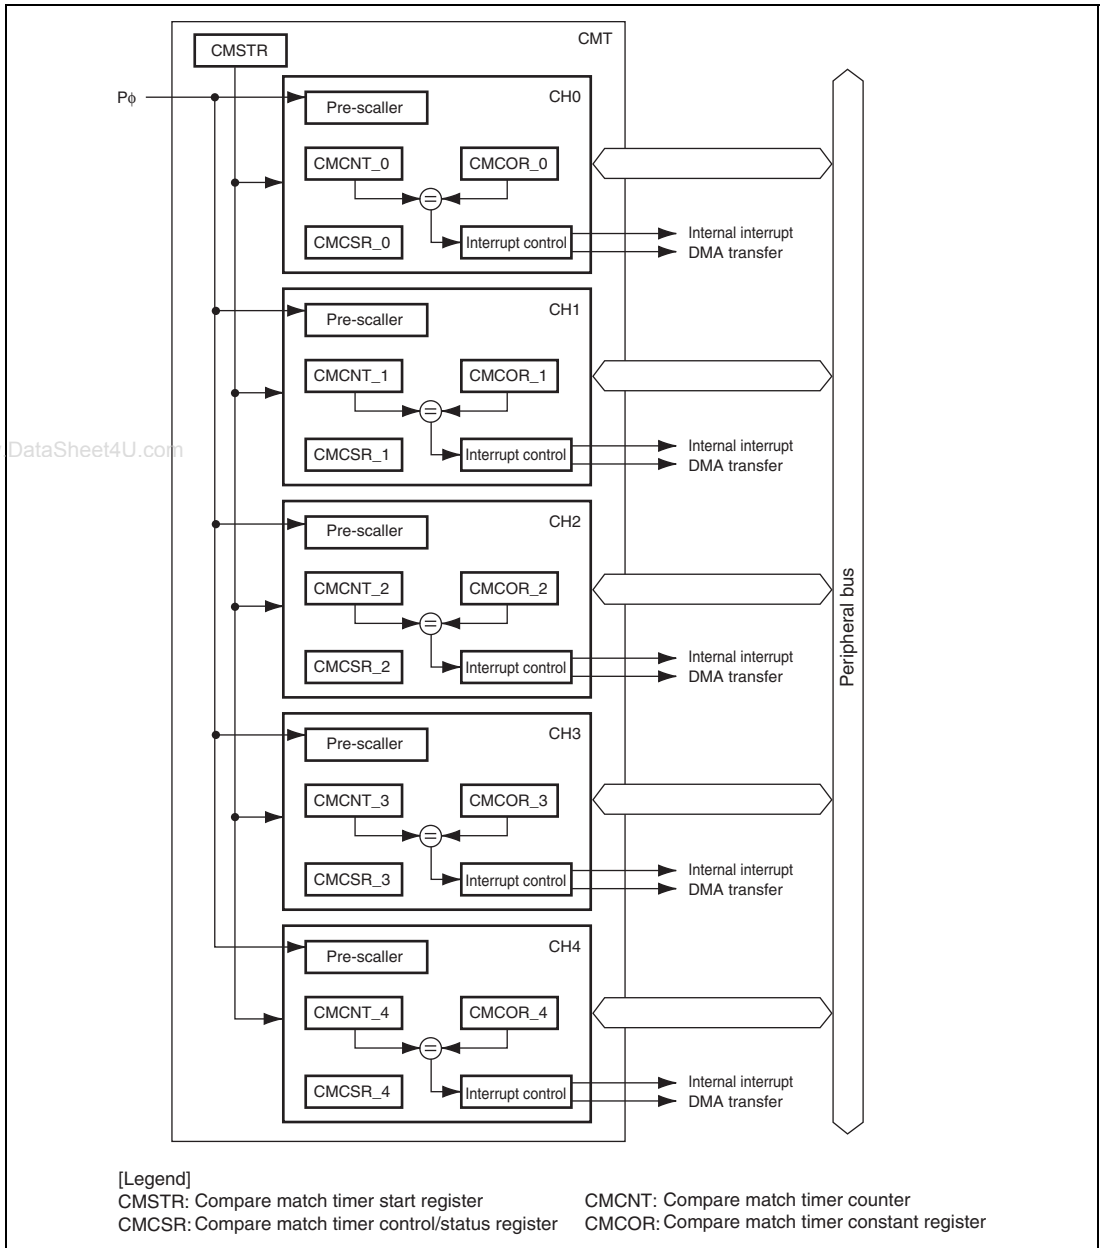 CMT
CMSTR
Pφ
CH0
Pre-scaller
CMCNT_0
CMCOR_0
=
CMCSR_0
Interrupt control
Internal interrupt
DMA transfer
CH1
Pre-scaller
CMCNT_1
CMCOR_1
=
CMCSR_1
Interrupt control
Internal interrupt
DMA transfer
DataSheet4U.com
CH2
Pre-scaller
CMCNT_2
CMCOR_2
=
CMCSR_2
Interrupt control
Internal interrupt
DMA transfer
Peripheral bus
CH3
Pre-scaller
CMCNT_3
CMCOR_3
=
CMCSR_3
Interrupt control
Internal interrupt
DMA transfer
CH4
Pre-scaller
CMCNT_4
CMCOR_4
=
CMCSR_4
Interrupt control
Internal interrupt
DMA transfer
[Legend]
CMSTR: Compare match timer start register
CMCSR: Compare match timer control/status register
CMCNT: Compare match timer counter
CMCOR: Compare match timer constant register